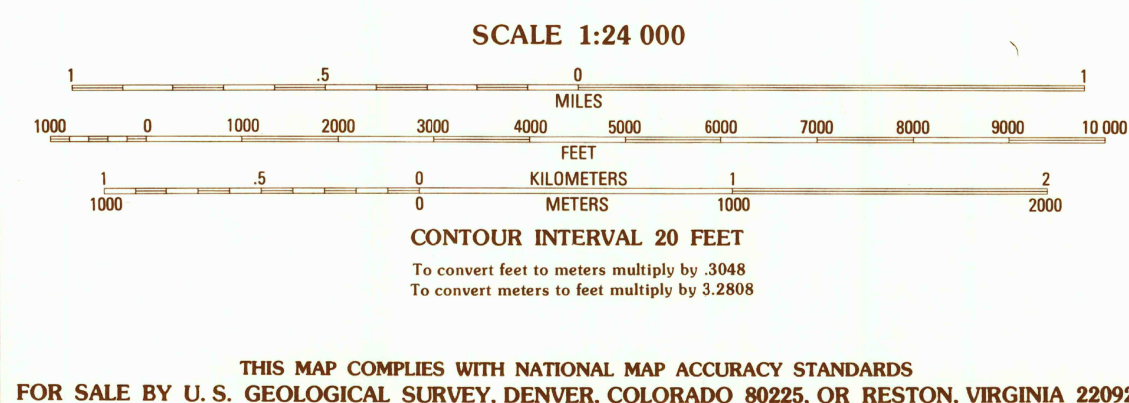 SCALE 1:24 000
1 .5 0 1
MILES
1000 0 1000 2000 3000 4000 5000 6000 7000 8000 9000 10 000
FEET
1 .5 0 KILOMETERS 1 2
1000 0 METERS 1000 2000
CONTOUR INTERVAL 20 FEET
To convert feet to meters multiply by .3048
To convert meters to feet multiply by 3.2808
THIS MAP COMPLIES WITH NATIONAL MAP ACCURACY STANDARDS
FOR SALE BY U. S. GEOLOGICAL SURVEY, DENVER, COLORADO 80225, OR RESTON, VIRGINIA 22092